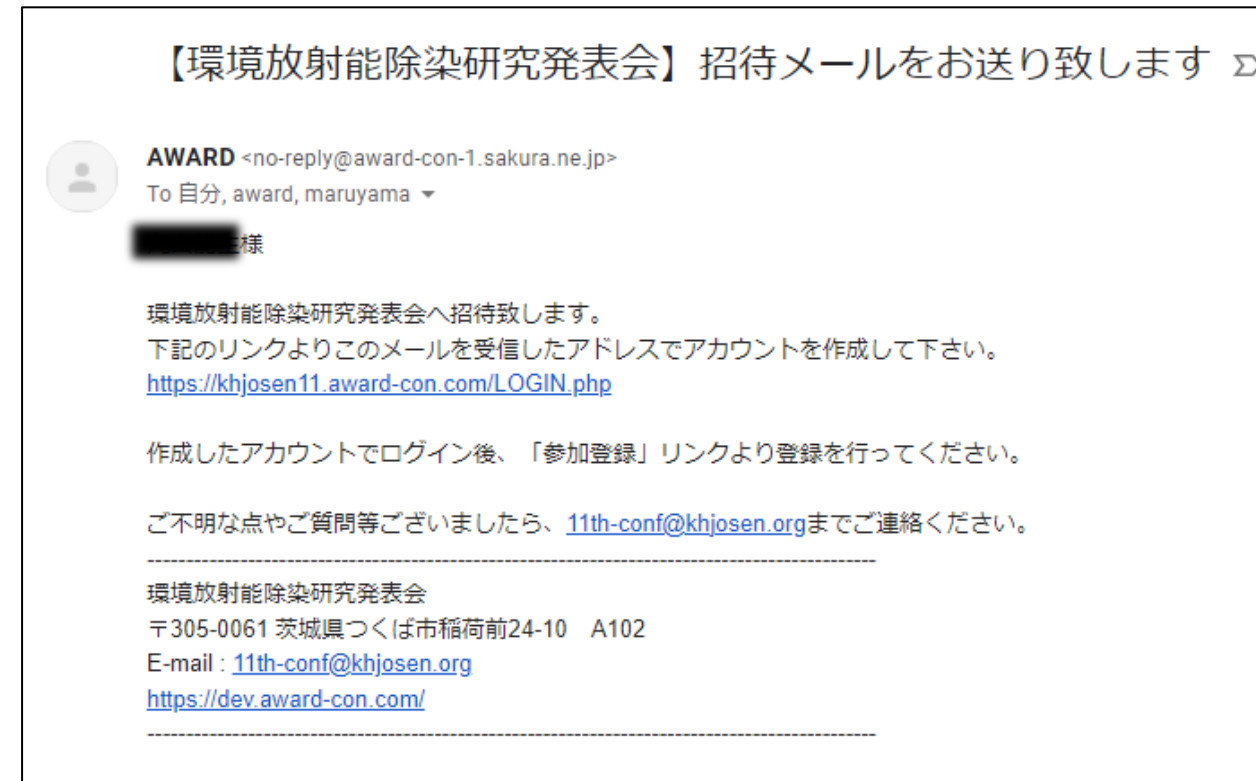 【環境放射能除染研究発表会】招待メールをお送り致します
AWARD <no-reply@award-con-1.sakura.ne.jp>
To 自分, award, maruyama
様
環境放射能除染研究発表会へ招待致します。
下記のリンクよりこのメールを受信したアドレスでアカウントを作成して下さい。
https://khjosen11.award-con.com/LOGIN.php
作成したアカウントでログイン後、「参加登録」リンクより登録を行ってください。
ご不明な点やご質問等ございましたら、11th-conf@khjosen.orgまでご連絡ください。
--------------------------------------------------------------------------------------------
環境放射能除染研究発表会
〒305-0061 茨城県つくば市稲荷前24-10　A102
E-mail : 11th-conf@khjosen.org
https://dev.award-con.com/
--------------------------------------------------------------------------------------------